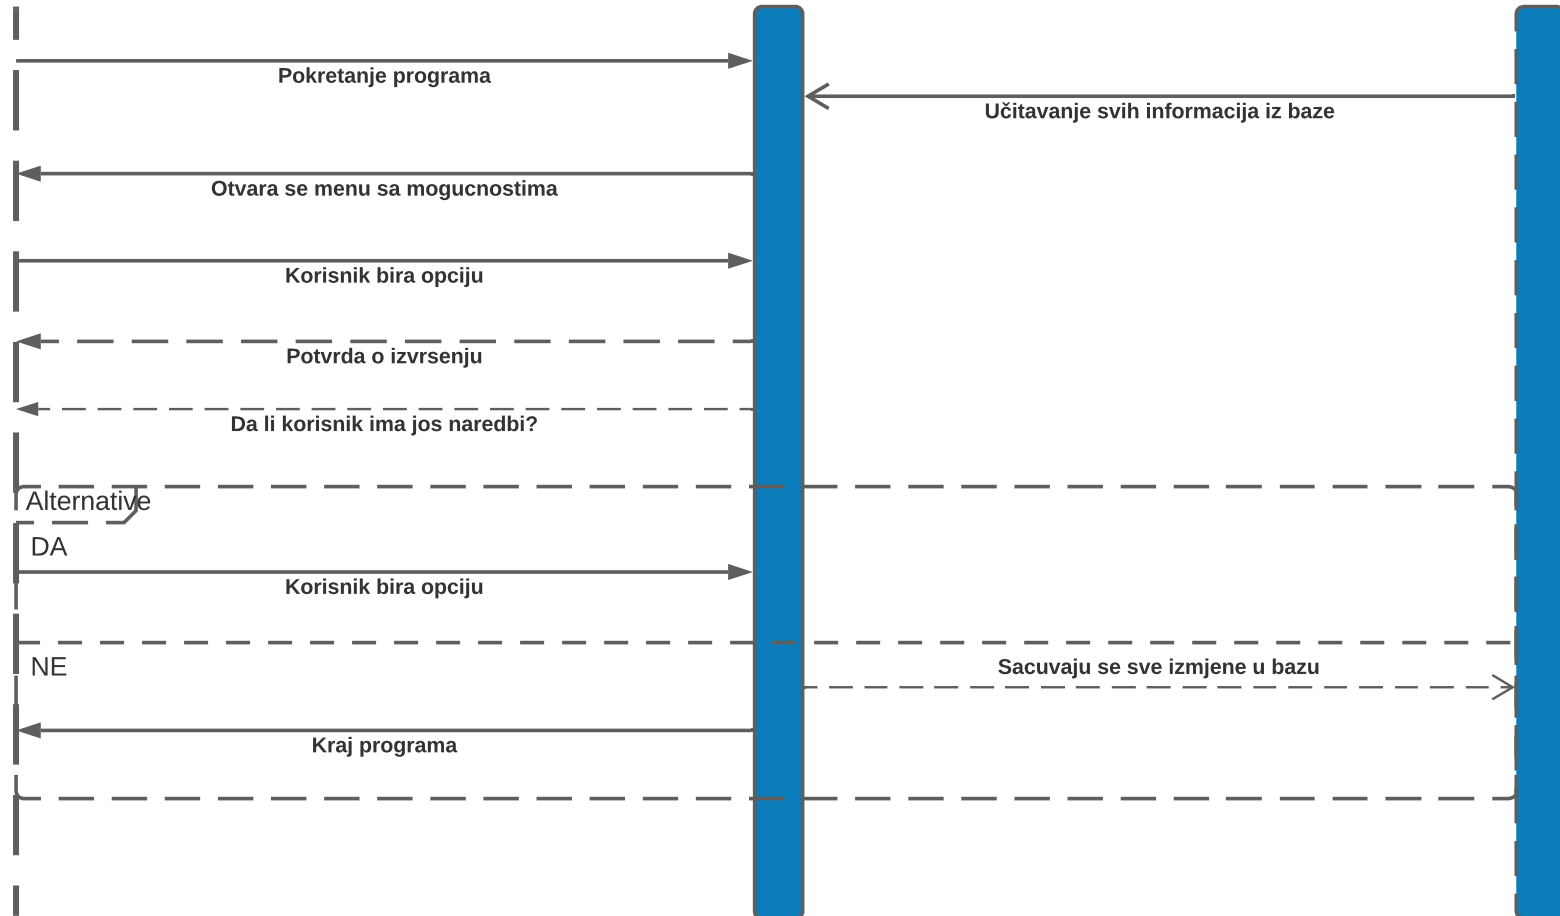 Pokretanje programa
Učitavanje svih informacija iz baze
Otvara se menu sa mogucnostima
Korisnik bira opciju
Potvrda o izvrsenju
Da li korisnik ima jos naredbi?
Alternative
DA
Korisnik bira opciju
NE
Sacuvaju se sve izmjene u bazu
Kraj programa